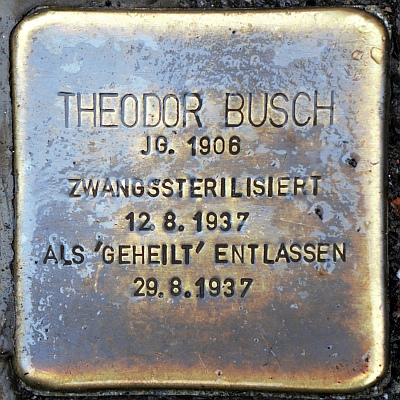 THEODOR BUSCH
JG. 1906
ZWANGSSTERILISIERT
12.8.1937
ALS 'GEHEILT' ENTLASSEN
29.8.1937